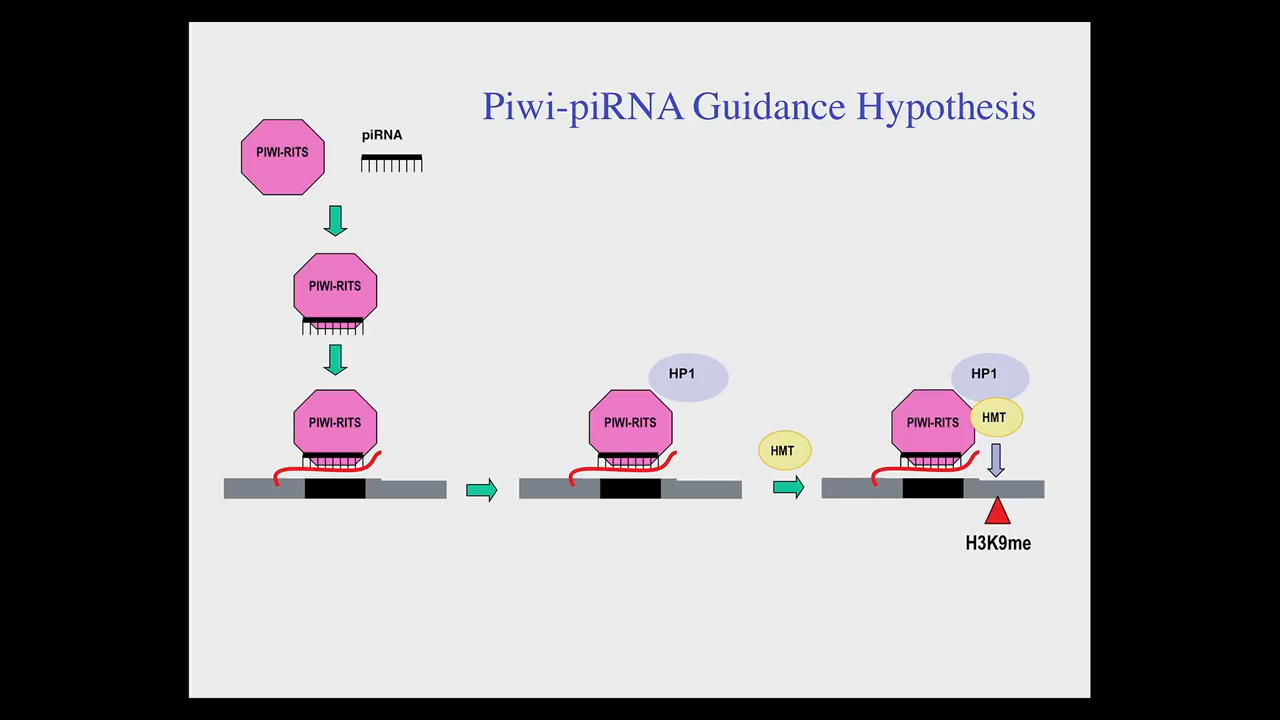 Piwi-piRNA Guidance Hypothesis
PIWI-RITS
piRNA
PIWI-RITS
PIWI-RITS
PIWI-RITS
HP1
HMT
PIWI-RITS
HP1
HMT
H3K9me